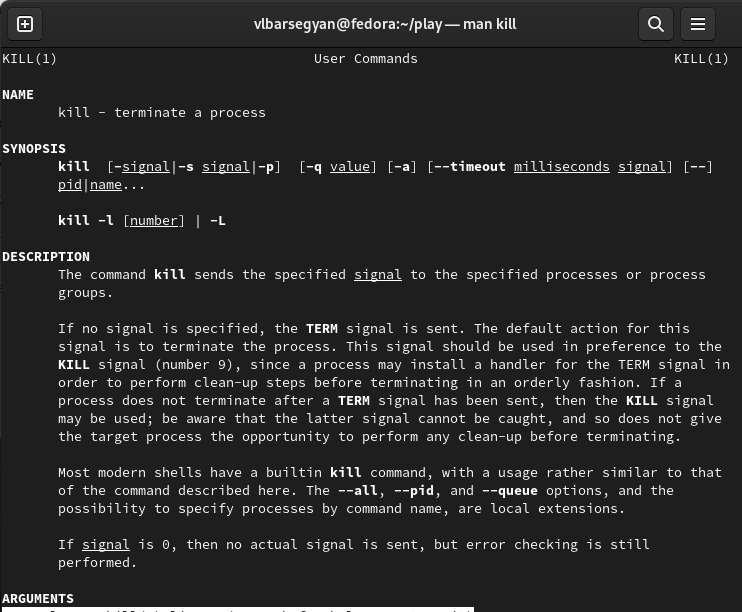 vlbarsegyan@fedora:~/play — man kill
KILL(1) User Commands KILL(1)
NAME
kill - terminate a process
SYNOPSIS
kill [-signal|-s signal|-p] [-q value] [-a] [--timeout milliseconds signal] [--]
pid|name...
kill -l [number] | -L
DESCRIPTION
The command kill sends the specified signal to the specified processes or process
groups.
If no signal is specified, the TERM signal is sent. The default action for this
signal is to terminate the process. This signal should be used in preference to the
KILL signal (number 9), since a process may install a handler for the TERM signal in
order to perform clean-up steps before terminating in an orderly fashion. If a
process does not terminate after a TERM signal has been sent, then the KILL signal
may be used; be aware that the latter signal cannot be caught, and so does not give
the target process the opportunity to perform any clean-up before terminating.
Most modern shells have a builtin kill command, with a usage rather similar to that
of the command described here. The --all, --pid, and --queue options, and the
possibility to specify processes by command name, are local extensions.
If signal is 0, then no actual signal is sent, but error checking is still
performed.
ARGUMENTS